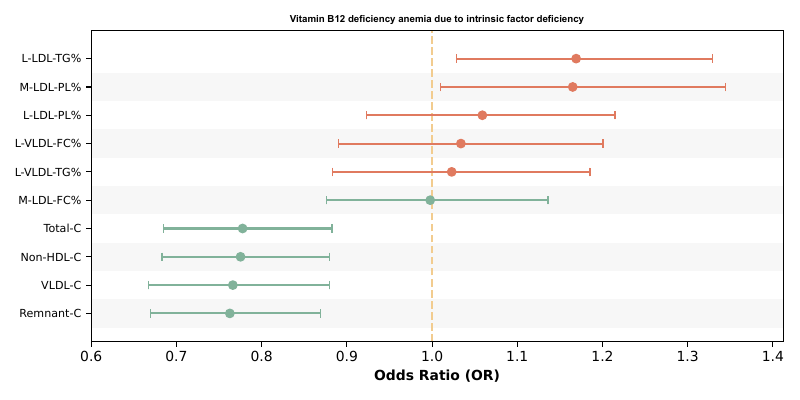 Vitamin B12 deficiency anemia due to intrinsic factor deficiency
L-LDL-TG%
M-LDL-PL%
L-LDL-PL%
L-VLDL-FC%
L-VLDL-TG%
M-LDL-FC%
Total-C
Non-HDL-C
VLDL-C
Remnant-C
0.6 0.7 0.8 0.9 1.0 1.1 1.2 1.3 1.4
Odds Ratio (OR)